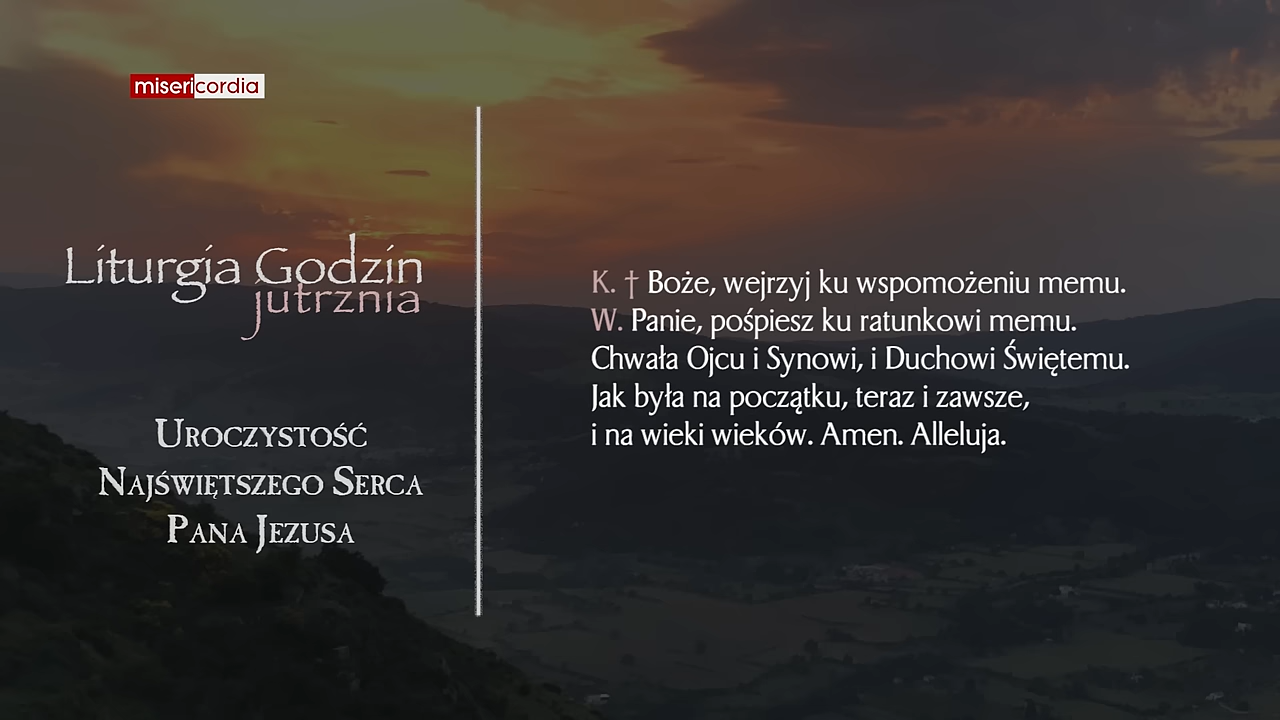 misericordia
Liturgia Godzin
jutrznia
Uroczystość
Najświętszego Serca
Pana Jezusa
K. † Boże, wejrzyj ku wspomożeniu memu.
W. Panie, pośpiesz ku ratunkowi memu.
Chwała Ojcu i Synowi, i Duchowi Świętemu.
Jak była na początku, teraz i zawsze,
i na wieki wieków. Amen. Alleluja.